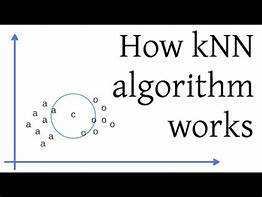 How kNN
algorithm
works
a a a a a a a a a
c
o o o o o o o o o